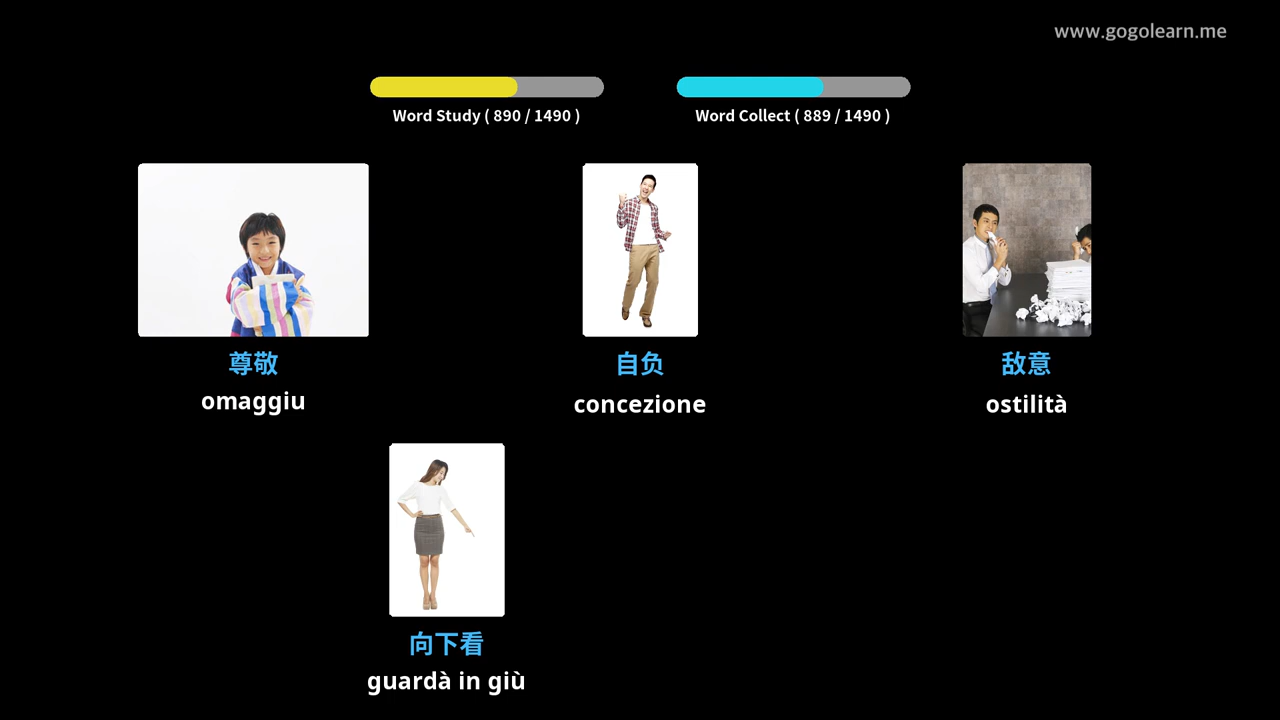 www.gogolearn.me
Word Study ( 890 / 1490 )
Word Collect ( 889 / 1490 )
尊敬
omaggiu
自负
concezione
敌意
ostilità
向下看
guardà in giù